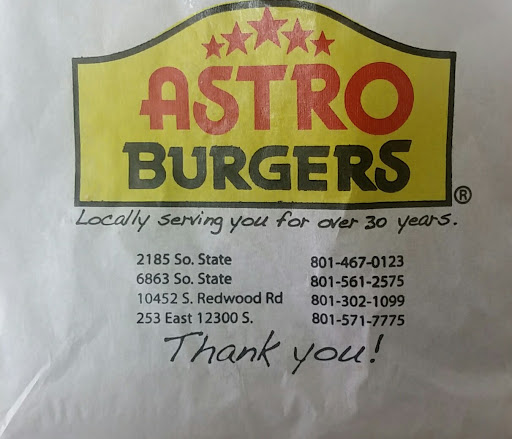 ASTRO
BURGERS®
Locally serving you for over 30 years.
2185 So. State 801-467-0123
6863 So. State 801-561-2575
10452 S. Redwood Rd 801-302-1099
253 East 12300 S. 801-571-7775
Thank you!